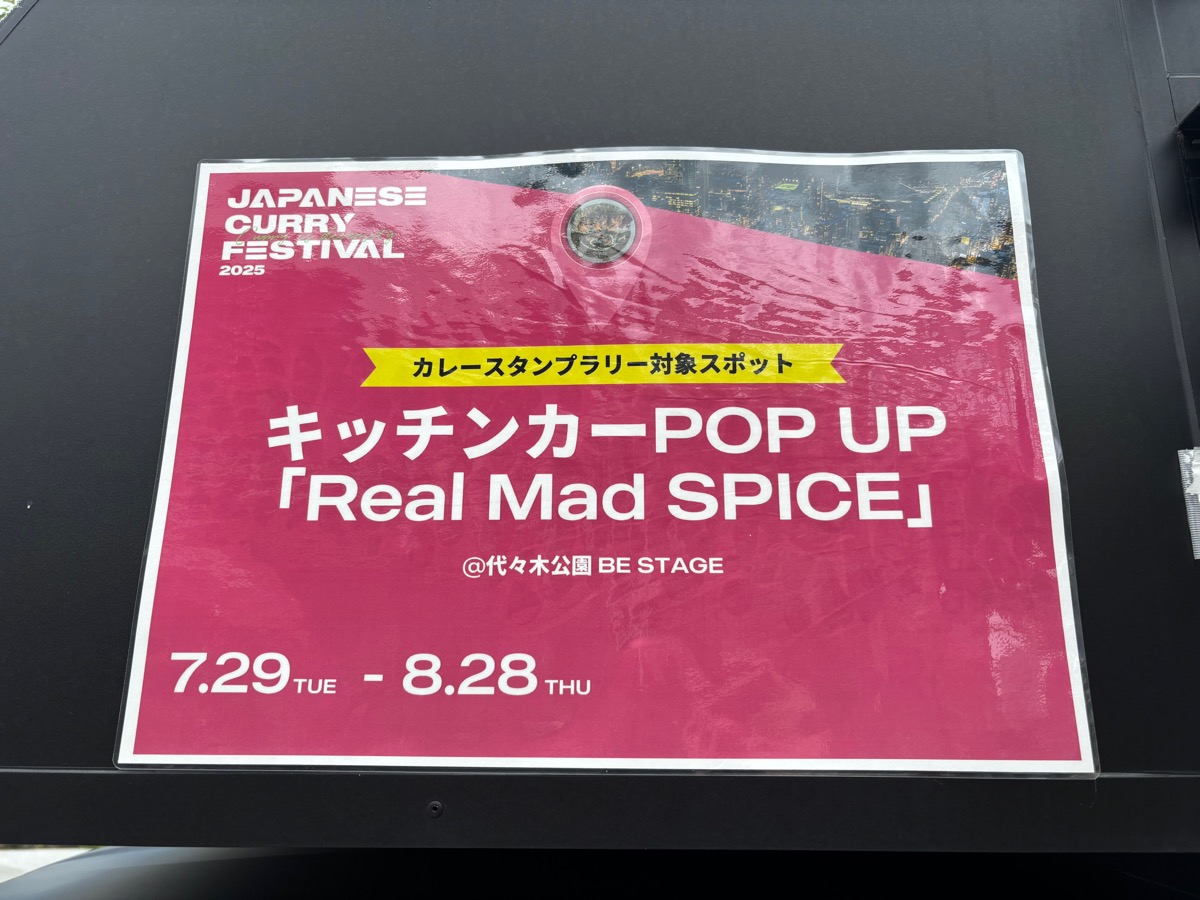 JAPANESE
CURRY
FESTIVAL
2025
カレースタンプラリー対象スポット
キッチンカーPOP UP
「Real Mad SPICE」
@代々木公園 BE STAGE
7.29 TUE - 8.28 THU